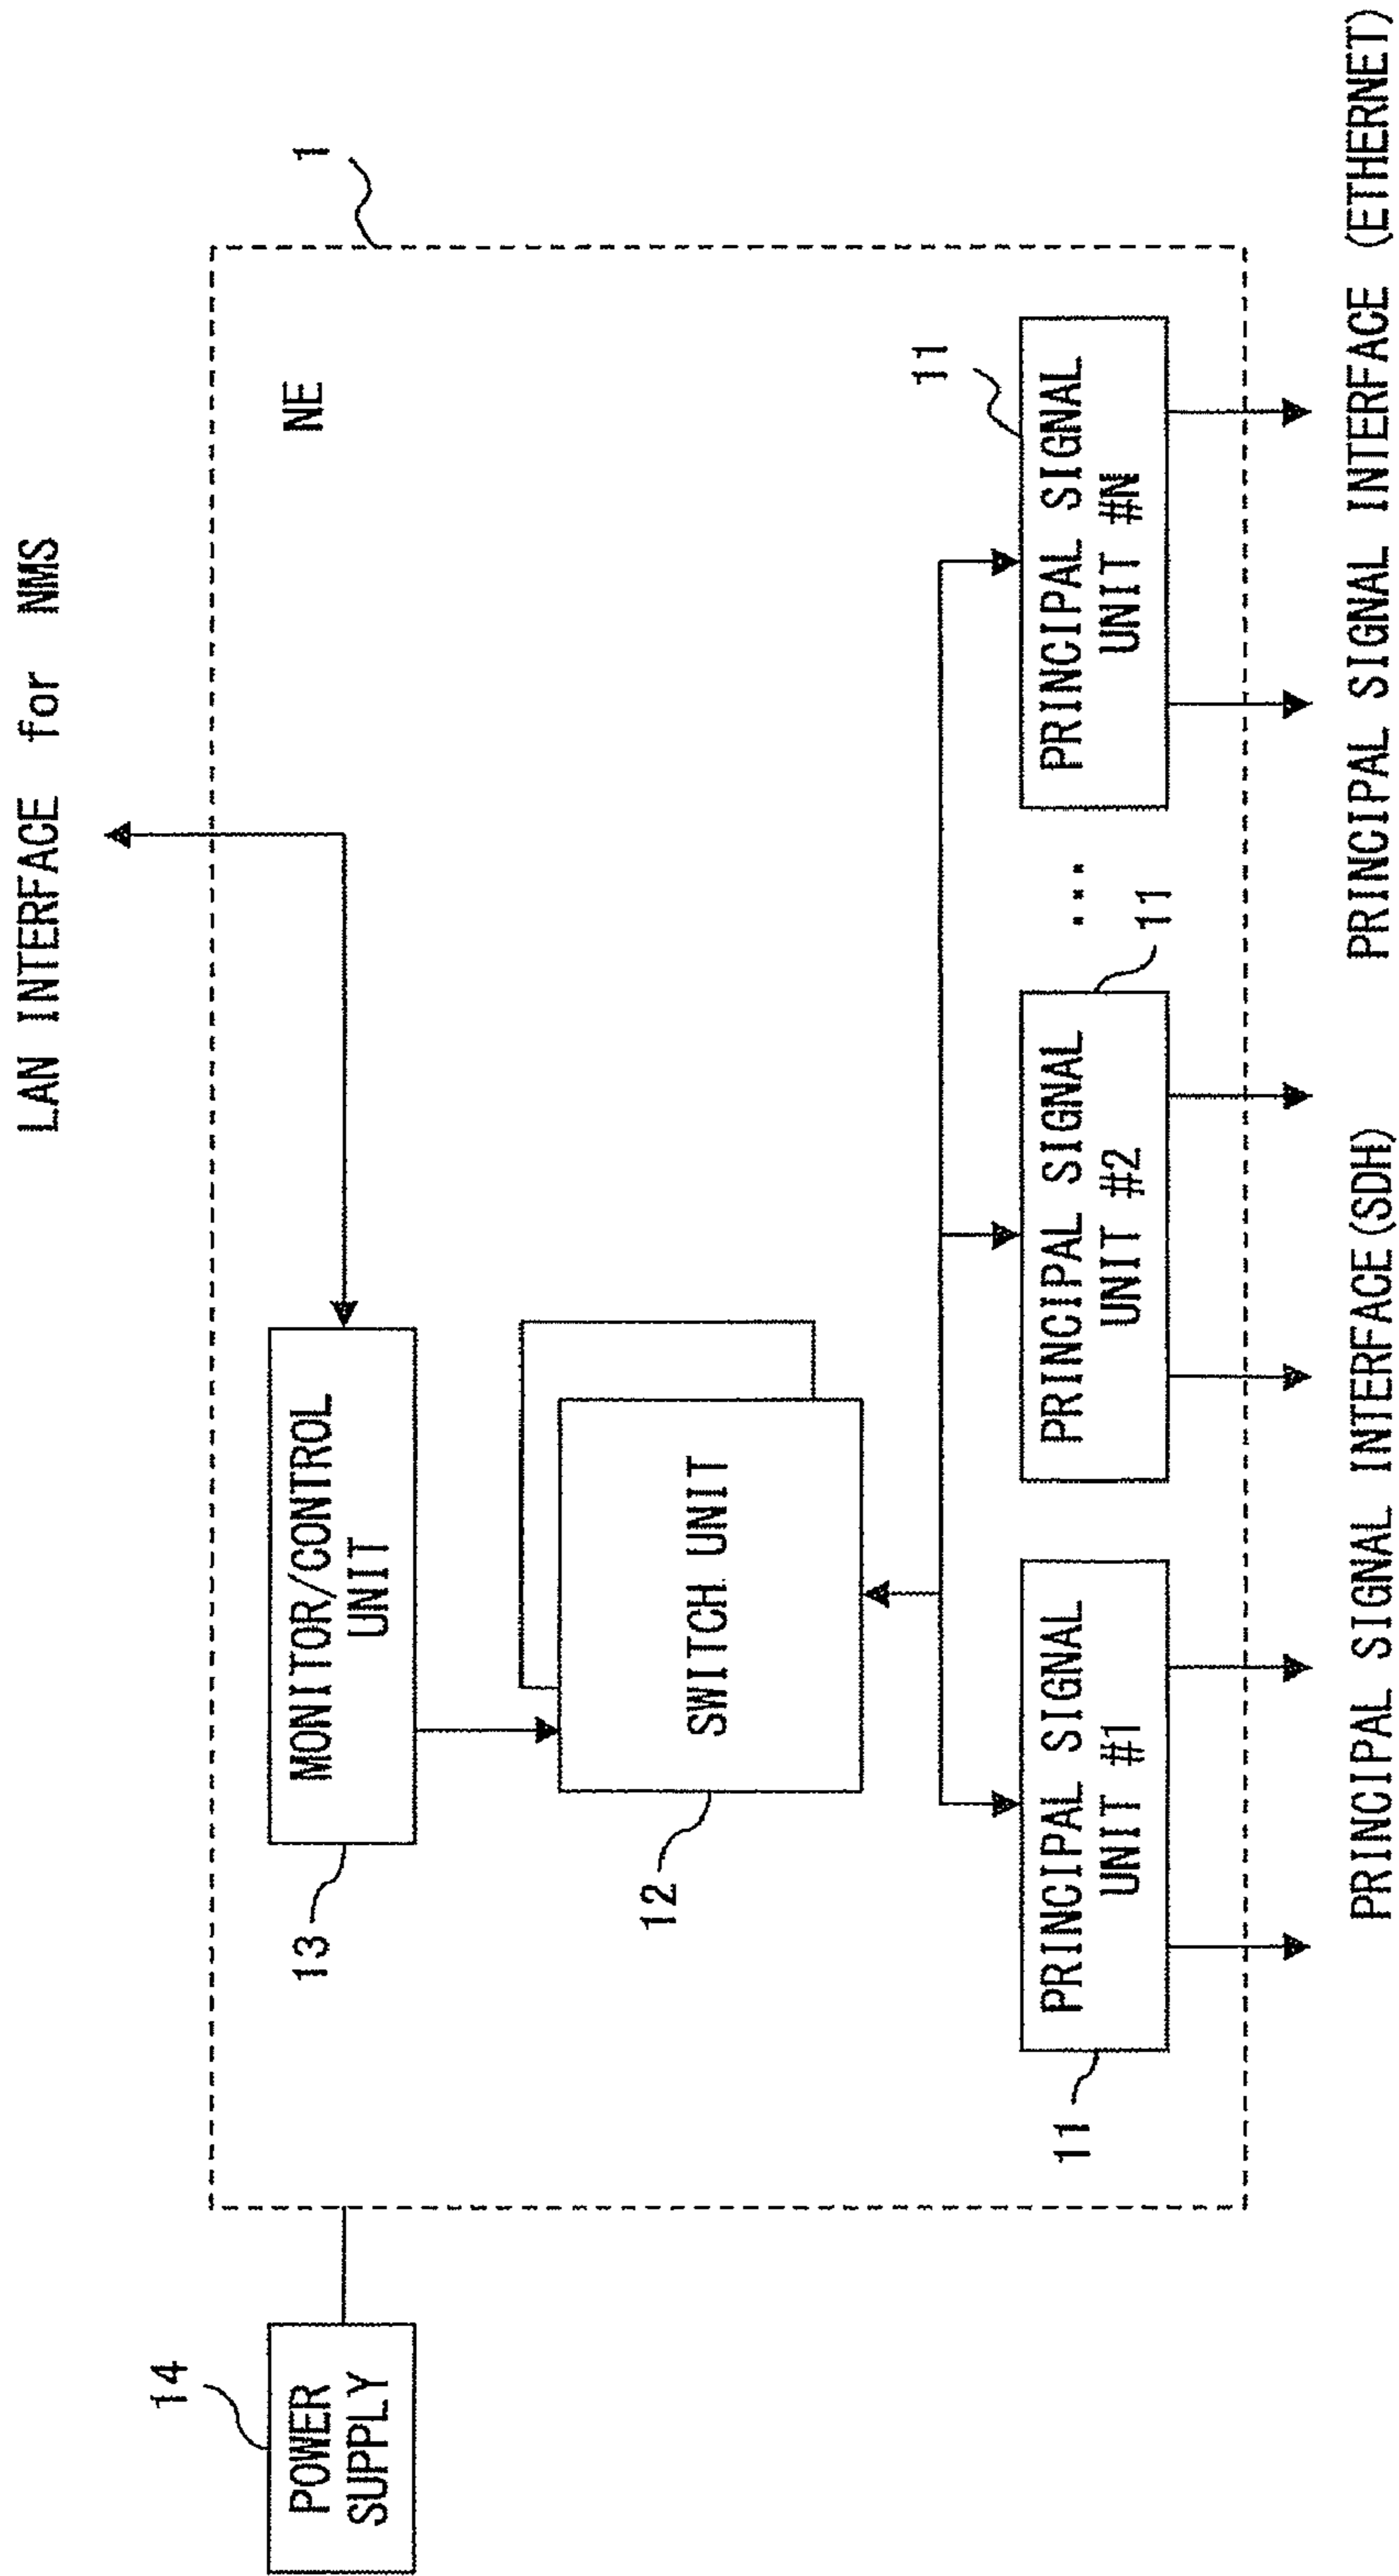 LAN INTERFACE for NMS
1
NE
14
POWER
SUPPLY
13
MONITOR/CONTROL
UNIT
12
SWITCH UNIT
11
PRINCIPAL SIGNAL
UNIT #1
11
PRINCIPAL SIGNAL
UNIT #2
...
11
PRINCIPAL SIGNAL
UNIT #N
PRINCIPAL SIGNAL INTERFACE(SDH)
PRINCIPAL SIGNAL INTERFACE (ETHERNET)